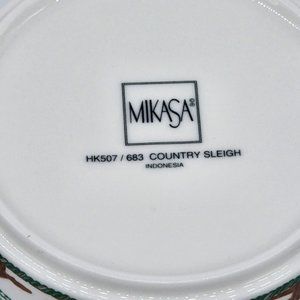 MIKASA®
HK507 / 683 COUNTRY SLEIGH
INDONESIA